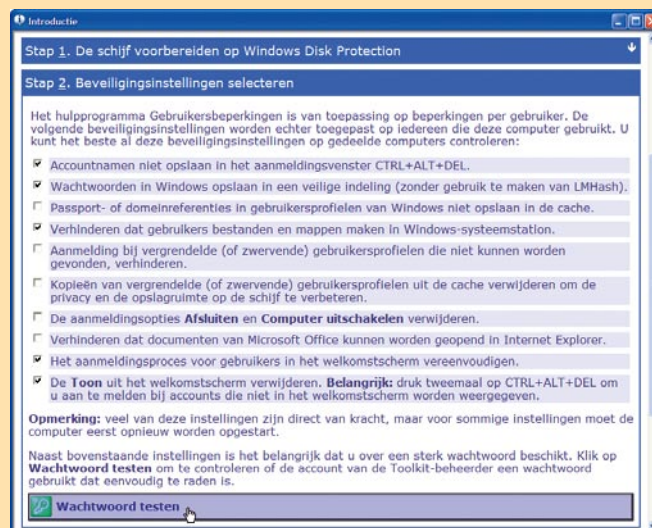 Introductie
Stap 1. De schijf voorbereiden op Windows Disk Protection
Stap 2. Beveiligingsinstellingen selecteren
Het hulpprogramma Gebruikersbeperkingen is van toepassing op beperkingen per gebruiker. De
volgende beveiligingsinstellingen worden echter toegepast op iedereen die deze computer gebruikt. U
kunt het beste al deze beveiligingsinstellingen op gedeelde computers controleren:
Accountnamen niet opslaan in het aanmeldingsvenster CTRL+ALT+DEL.
Wachtwoorden in Windows opslaan in een veilige indeling (zonder gebruik te maken van LMHash).
Passport- of domeinreferenties in gebruikersprofielen van Windows niet opslaan in de cache.
Verhinderen dat gebruikers bestanden en mappen maken in Windows-systeemstation.
Aanmelding bij vergrendelde (of zwervende) gebruikersprofielen die niet kunnen worden
gevonden, verhinderen.
Kopieën van vergrendelde (of zwervende) gebruikersprofielen uit de cache verwijderen om de
privacy en de opslagruimte op de schijf te verbeteren.
De aanmeldingsopties Afsluiten en Computer uitschakelen verwijderen.
Verhinderen dat documenten van Microsoft Office kunnen worden geopend in Internet Explorer.
Het aanmeldingsproces voor gebruikers in het welkomstscherm vereenvoudigen.
De Toon uit het welkomstscherm verwijderen. Belangrijk: druk tweemaal op CTRL+ALT+DEL om
u aan te melden bij accounts die niet in het welkomstscherm worden weergegeven.
Opmerking: veel van deze instellingen zijn direct van kracht, maar voor sommige instellingen moet de
computer eerst opnieuw worden opgestart.
Naast bovenstaande instellingen is het belangrijk dat u over een sterk wachtwoord beschikt. Klik op
Wachtwoord testen om te controleren of de account van de Toolkit-beheerder een wachtwoord
gebruikt dat eenvoudig te raden is.
Wachtwoord testen